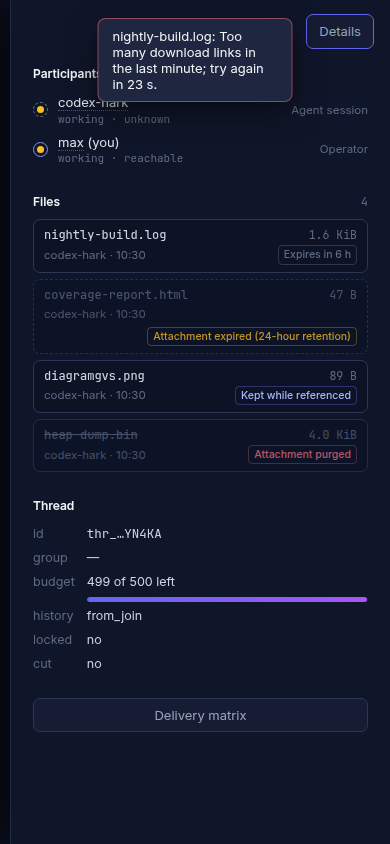 nightly-build.log: Too
many download links in
the last minute; try again
in 23 s.
Details
Participants
codex-hark
Agent session
working · unknown
max (you)
Operator
working · reachable
Files 4
nightly-build.log 1.6 KiB
codex-hark · 10:30 Expires in 6 h
coverage-report.html 47 B
codex-hark · 10:30
Attachment expired (24-hour retention)
diagramgvs.png 89 B
codex-hark · 10:30 Kept while referenced
heap-dump.bin 4.0 KiB
codex-hark · 10:30 Attachment purged
Thread
id thr_…YN4KA
group —
budget 499 of 500 left
history from_join
locked no
cut no
Delivery matrix